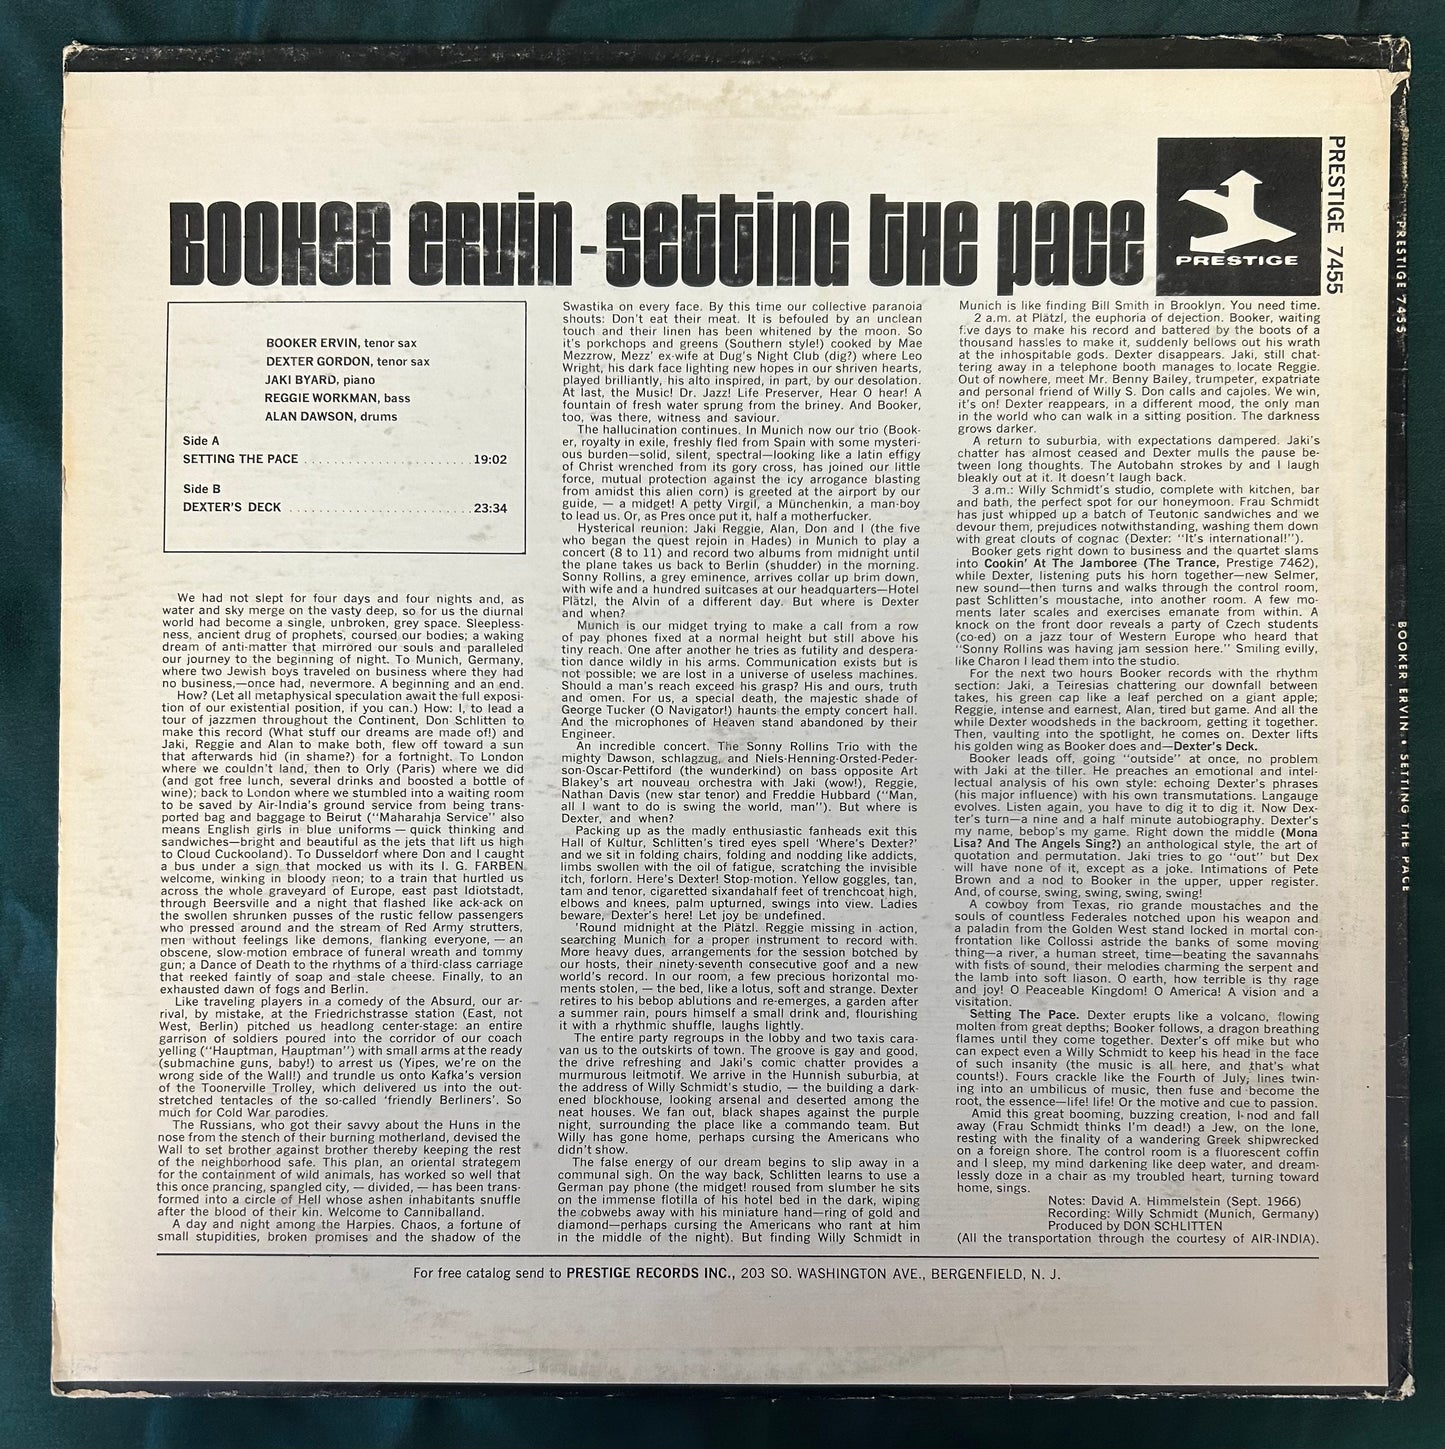 BOOKER ERVIN-SETTING THE PACE
PRESTIGE
PRESTIGE 7455
BOOKER ERVIN, tenor sax
DEXTER GORDON, tenor sax
JAKI BYARD, piano
REGGIE WORKMAN, bass
ALAN DAWSON, drums
Side A
SETTING THE PACE ........................ 19:02
Side B
DEXTER'S DECK .......................... 23:34
We had not slept for four days and four nights and, as
water and sky merge on the vasty deep, so for us the diurnal
world had become a single, unbroken, grey space. Sleepless-
ness, ancient drug of prophets, coursed our bodies; a waking
dream of anti-matter that mirrored our souls and paralleled
our journey to the beginning of night. To Munich, Germany,
where two Jewish boys traveled on business where they had
no business,—once had, nevermore. A beginning and an end.
How? (Let all metaphysical speculation await the full exposi-
tion of our existential position, if you can.) How: I, to lead a
tour of jazzmen throughout the Continent, Don Schlitten to
make this record (What stuff our dreams are made of!) and
Jaki, Reggie and Alan to make both, flew off toward a sun
that afterwards hid (in shame?) for a fortnight. To London
where we couldn't land, then to Orly (Paris) where we did
(and got free lunch, several drinks and boosted a bottle of
wine); back to London where we stumbled into a waiting room
to be saved by Air-India's ground service from being trans-
ported bag and baggage to Beirut ("Maharahja Service" also
means English girls in blue uniforms — quick thinking and
sandwiches—bright and beautiful as the jets that lift us high
to Cloud Cuckooland). To Dusseldorf where Don and I caught
a bus under a sign that mocked us with its I. G. FARBEN
welcome, winking in bloody neon; to a train that hurtled us
across the whole graveyard of Europe, east past Idiotstadt,
through Beersville and a night that flashed like ack-ack on
the swollen shrunken pusses of the rustic fellow passengers
who pressed around and the stream of Red Army strutters,
men without feelings like demons, flanking everyone, — an
obscene, slow-motion embrace of funeral wreath and tommy
gun; a Dance of Death to the rhythms of a third-class carriage
that reeked faintly of soap and stale cheese. Finally, to an
exhausted dawn of fogs and Berlin.
Like traveling players in a comedy of the Absurd, our ar-
rival, by mistake, at the Friedrichstrasse station (East, not
West, Berlin) pitched us headlong center-stage: an entire
garrison of soldiers poured into the corridor of our coach
yelling ("Hauptman, Hauptman") with small arms at the ready
(submachine guns, baby!) to arrest us (Yipes, we're on the
wrong side of the Wall!) and trundle us onto Kafka's version
of the Toonerville Trolley, which delivered us into the out-
stretched tentacles of the so-called 'friendly Berliners'. So
much for Cold War parodies.
The Russians, who got their savvy about the Huns in the
nose from the stench of their burning motherland, devised the
Wall to set brother against brother thereby keeping the rest
of the neighborhood safe. This plan, an oriental strategem
for the containment of wild animals, has worked so well that
this once prancing, spangled city, — divided, — has been trans-
formed into a circle of Hell whose ashen inhabitants snuffle
after the blood of their kin. Welcome to Canniballand.
A day and night among the Harpies. Chaos, a fortune of
small stupidities, broken promises and the shadow of the
Swastika on every face. By this time our collective paranoia
shouts: Don't eat their meat. It is befouled by an unclean
touch and their linen has been whitened by the moon. So
it's porkchops and greens (Southern style!) cooked by Mae
Mezzrow, Mezz' ex-wife at Dug's Night Club (dig?) where Leo
Wright, his dark face lighting new hopes in our shriven hearts,
played brilliantly, his alto inspired, in part, by our desolation.
At last, the Music! Dr. Jazz! Life Preserver, Hear O hear! A
fountain of fresh water sprung from the briney. And Booker,
too, was there, witness and saviour.
The hallucination continues. In Munich now our trio (Book-
er, royalty in exile, freshly fled from Spain with some mysteri-
ous burden—solid, silent, spectral—looking like a latin effigy
of Christ wrenched from its gory cross, has joined our little
force, mutual protection against the icy arrogance blasting
from amidst this alien corn) is greeted at the airport by our
guide, — a midget! A petty Virgil, a Münchenkin, a man-boy
to lead us. Or, as Pres once put it, half a motherfucker.
Hysterical reunion: Jaki Reggie, Alan, Don and I (the five
who began the quest rejoin in Hades) in Munich to play a
concert (8 to 11) and record two albums from midnight until
the plane takes us back to Berlin (shudder) in the morning.
Sonny Rollins, a grey eminence, arrives collar up brim down,
with wife and a hundred suitcases at our headquarters—Hotel
Plätzl, the Alvin of a different day. But where is Dexter
and when?
Munich is our midget trying to make a call from a row
of pay phones fixed at a normal height but still above his
tiny reach. One after another he tries as futility and despera-
tion dance wildly in his arms. Communication exists but is
not possible; we are lost in a universe of useless machines.
Should a man's reach exceed his grasp? His and ours, truth
and omen. For us, a special death, the majestic shade of
George Tucker (O Navigator!) haunts the empty concert hall.
And the microphones of Heaven stand abandoned by their
Engineer.
An incredible concert. The Sonny Rollins Trio with the
mighty Dawson, schlagzug, and Niels-Henning-Orsted-Peder-
son-Oscar-Pettiford (the wunderkind) on bass opposite Art
Blakey's art nouveau orchestra with Jaki (wow!), Reggie,
Nathan Davis (new star tenor) and Freddie Hubbard ("Man,
all I want to do is swing the world, man"). But where is
Dexter, and when?
Packing up as the madly enthusiastic fanheads exit this
Hall of Kultur, Schlitten's tired eyes spell 'Where's Dexter?'
and we sit in folding chairs, folding and nodding like addicts,
limbs swollen with the oil of fatigue, scratching the invisible
itch, forlorn. Here's Dexter! Stop-motion. Yellow goggles, tan,
tam and tenor, cigaretted sixandahalf feet of trenchcoat high,
elbows and knees, palm upturned, swings into view. Ladies
beware, Dexter's here! Let joy be undefined.
'Round midnight at the Plätzl. Reggie missing in action,
searching Munich for a proper instrument to record with.
More heavy dues, arrangements for the session botched by
our hosts, their ninety-seventh consecutive goof and a new
world's record. In our room, a few precious horizontal mo-
ments stolen, — the bed, like a lotus, soft and strange. Dexter
retires to his bebop ablutions and re-emerges, a garden after
a summer rain, pours himself a small drink and, flourishing
it with a rhythmic shuffle, laughs lightly.
The entire party regroups in the lobby and two taxis cara-
van us to the outskirts of town. The groove is gay and good,
the drive refreshing and Jaki's comic chatter provides a
murmurous leitmotif. We arrive in the Hunnish suburbia, at
the address of Willy Schmidt's studio, — the building a dark-
ened blockhouse, looking arsenal and deserted among the
neat houses. We fan out, black shapes against the purple
night, surrounding the place like a commando team. But
Willy has gone home, perhaps cursing the Americans who
didn't show.
The false energy of our dream begins to slip away in a
communal sigh. On the way back, Schlitten learns to use a
German pay phone (the midget roused from slumber he sits
on the immense flotilla of his hotel bed in the dark, wiping
the cobwebs away with his miniature hand—ring of gold and
diamond—perhaps cursing the Americans who rant at him
in the middle of the night). But finding Willy Schmidt in
Munich is like finding Bill Smith in Brooklyn. You need time.
2 a.m. at Plätzl, the euphoria of dejection. Booker, waiting
five days to make his record and battered by the boots of a
thousand hassles to make it, suddenly bellows out his wrath
at the inhospitable gods. Dexter disappears. Jaki, still chat-
tering away in a telephone booth manages to locate Reggie.
Out of nowhere, meet Mr. Benny Bailey, trumpeter, expatriate
and personal friend of Willy S. Don calls and cajoles. We win,
it's on! Dexter reappears, in a different mood, the only man
in the world who can walk in a sitting position. The darkness
grows darker.
A return to suburbia, with expectations dampered. Jaki's
chatter has almost ceased and Dexter mulls the pause be-
tween long thoughts. The Autobahn strokes by and I laugh
bleakly out at it. It doesn't laugh back.
3 a.m.: Willy Schmidt's studio, complete with kitchen, bar
and bath, the perfect spot for our honeymoon. Frau Schmidt
has just whipped up a batch of Teutonic sandwiches and we
devour them, prejudices notwithstanding, washing them down
with great clouts of cognac (Dexter: "It's international!").
Booker gets right down to business and the quartet slams
into Cookin' At The Jamboree (The Trance, Prestige 7462),
while Dexter, listening puts his horn together—new Selmer,
new sound—then turns and walks through the control room,
past Schlitten's moustache, into another room. A few mo-
ments later scales and exercises emanate from within. A
knock on the front door reveals a party of Czech students
(co-ed) on a jazz tour of Western Europe who heard that
"Sonny Rollins was having jam session here." Smiling evilly,
like Charon I lead them into the studio.
For the next two hours Booker records with the rhythm
section: Jaki, a Teiresias chattering our downfall between
takes, his green cap like a leaf perched on giant apple;
Reggie, intense and earnest, Alan, tired but game. And all the
while Dexter woodsheds in the backroom, getting it together.
Then, vaulting into the spotlight, he comes on. Dexter lifts
his golden wing as Booker does and—Dexter's Deck.
Booker leads off, going "outside" at once, no problem
with Jaki at the tiller. He preaches an emotional and intel-
lectual analysis of his own style: echoing Dexter's phrases
(his major influence) with his own transmutations. Langauge
evolves. Listen again, you have to dig it to dig it. Now Dex-
ter's turn—a nine and a half minute autobiography. Dexter's
my name, bebop's my game. Right down the middle (Mona
Lisa? And The Angels Sing?) an anthological style, the art of
quotation and permutation. Jaki tries to go "out" but Dex
will have none of it, except as a joke. Intimations of Pete
Brown and a nod to Booker in the upper, upper register.
And, of course, swing, swing, swing, swing!
A cowboy from Texas, rio grande moustaches and the
souls of countless Federales notched upon his weapon and
a paladin from the Golden West stand locked in mortal con-
frontation like Collossi astride the banks of some moving
thing—a river, a human street, time—beating the savannahs
with fists of sound, their melodies charming the serpent and
the lamb into soft liason. O earth, how terrible is thy rage
and joy! O Peaceable Kingdom! O America! A vision and a
visitation.
Setting The Pace. Dexter erupts like a volcano, flowing
molten from great depths; Booker follows, a dragon breathing
flames until they come together. Dexter's off mike but who
can expect even a Willy Schmidt to keep his head in the face
of such insanity (the music is all here, and that's what
counts!). Fours crackle like the Fourth of July, lines twin-
ing into an umbilicus of music, then fuse and become the
root, the essence—life! life! Or the motive and cue to passion.
Amid this great booming, buzzing creation, I nod and fall
away (Frau Schmidt thinks I'm dead!) a Jew, on the lone,
resting with the finality of a wandering Greek shipwrecked
on a foreign shore. The control room is a fluorescent coffin
and I sleep, my mind darkening like deep water, and dream-
lessly doze in a chair as my troubled heart, turning toward
home, sings.
Notes: David A. Himmelstein (Sept. 1966)
Recording: Willy Schmidt (Munich, Germany)
Produced by DON SCHLITTEN
(All the transportation through the courtesy of AIR-INDIA).
For free catalog send to PRESTIGE RECORDS INC., 203 SO. WASHINGTON AVE., BERGENFIELD, N. J.
PRESTIGE 7455 BOOKER ERVIN • SETTING THE PACE